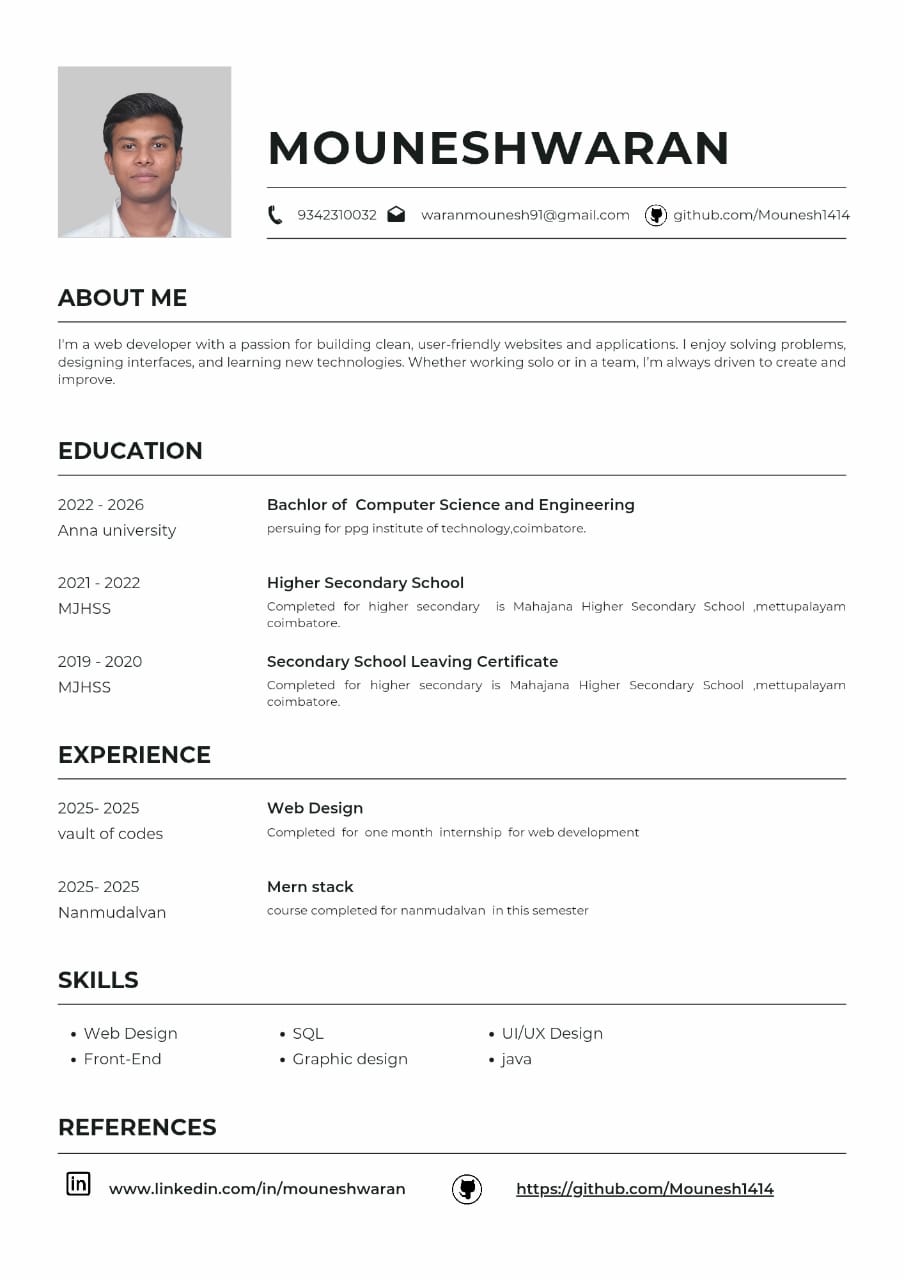 MOUNESHWARAN
9342310032 waranmounesh91@gmail.com github.com/Mounesh1414
ABOUT ME
I'm a web developer with a passion for building clean, user-friendly websites and applications. I enjoy solving problems,
designing interfaces, and learning new technologies. Whether working solo or in a team, I'm always driven to create and
improve.
EDUCATION
2022 - 2026 Bachlor of Computer Science and Engineering
Anna university persuing for ppg institute of technology,coimbatore.
2021 - 2022 Higher Secondary School
MJHSS Completed for higher secondary is Mahajana Higher Secondary School ,mettupalayam
coimbatore.
2019 - 2020 Secondary School Leaving Certificate
MJHSS Completed for higher secondary is Mahajana Higher Secondary School ,mettupalayam
coimbatore.
EXPERIENCE
2025- 2025 Web Design
vault of codes Completed for one month internship for web development
2025- 2025 Mern stack
Nanmudalvan course completed for nanmudalvan in this semester
SKILLS
• Web Design • SQL • UI/UX Design
• Front-End • Graphic design • java
REFERENCES
in www.linkedin.com/in/mouneshwaran https://github.com/Mounesh1414